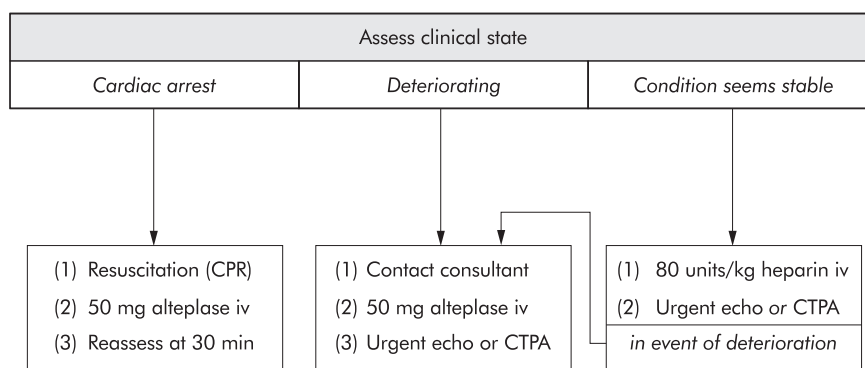 Assess clinical state
Cardiac arrest
Deteriorating
Condition seems stable
(1) Resuscitation (CPR)
(2) 50 mg alteplase iv
(3) Reassess at 30 min
(1) Contact consultant
(2) 50 mg alteplase iv
(3) Urgent echo or CTPA
(1) 80 units/kg heparin iv
(2) Urgent echo or CTPA
in event of deterioration